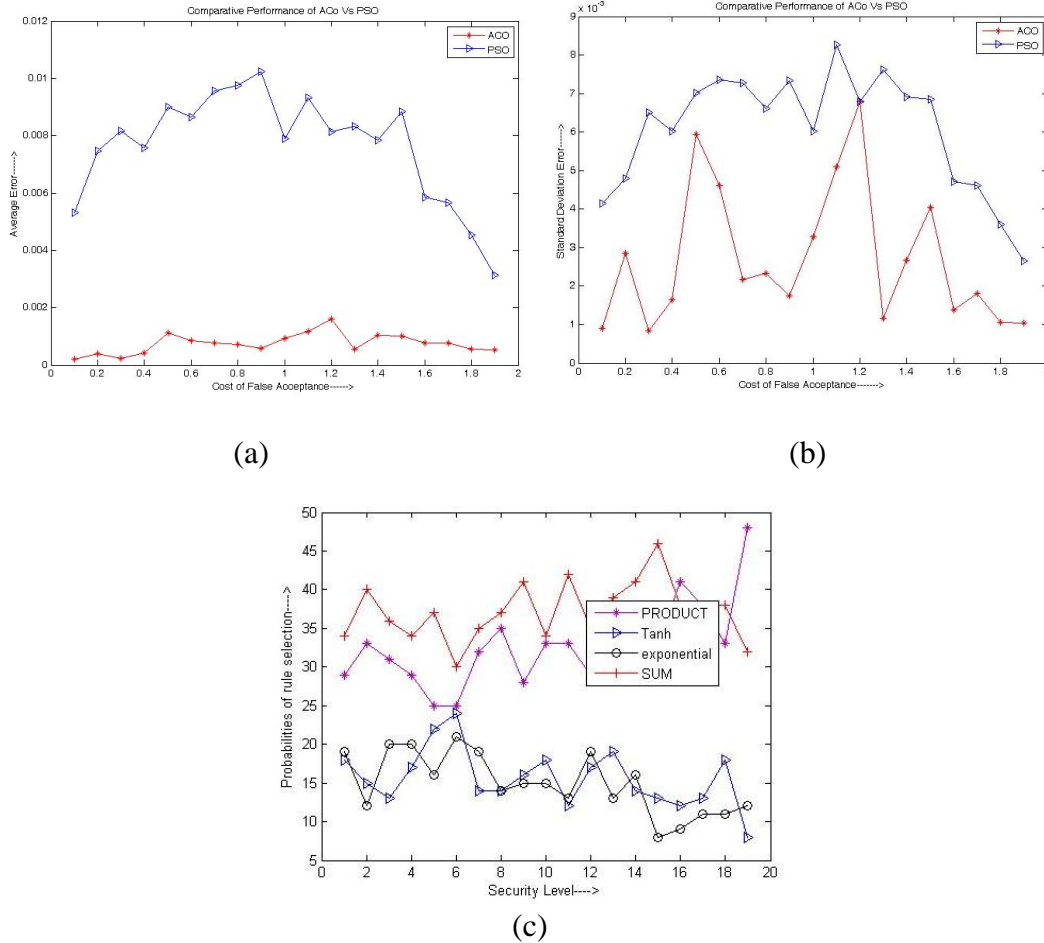 Comparative Performance of ACo Vs PSO
0.012
0.01
0.008
0.006
0.004
0.002
0
Average Error------>
ACO
PSO
0 0.2 0.4 0.6 0.8 1 1.2 1.4 1.6 1.8 2
Cost of False Acceptance------>
(a)
Comparative Performance of ACo Vs PSO
9 x 10-3
8
7
6
5
4
3
2
1
0
Standard Deviation Error------>
ACO
PSO
0 0.2 0.4 0.6 0.8 1 1.2 1.4 1.6 1.8
Cost of False Acceptance------->
(b)
50
45
40
35
30
25
20
15
10
5
Probabilities of rule selection---->
PRODUCT
Tanh
exponential
SUM
0 2 4 6 8 10 12 14 16 18 20
Security Level---->
(c)